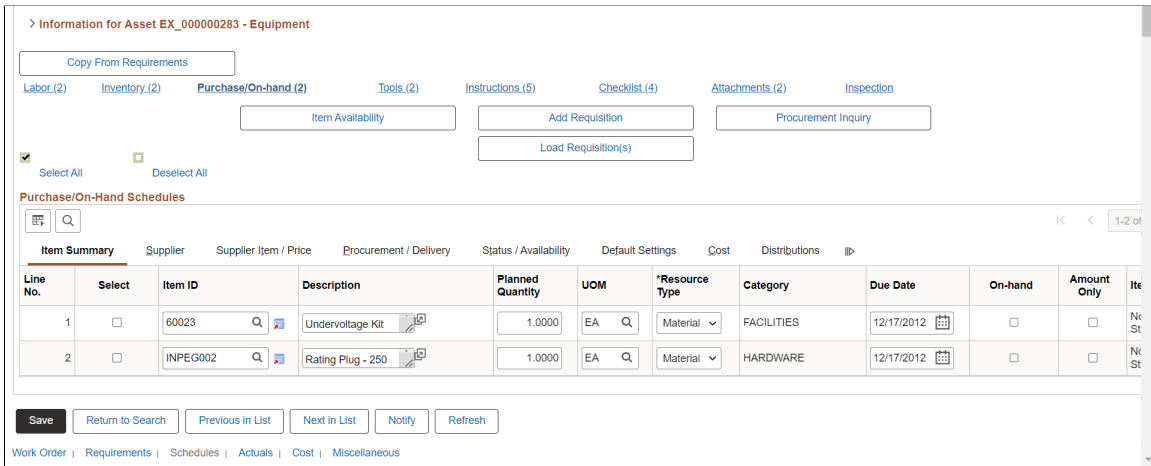 Information for Asset EX_000000283 - Equipment
Copy From Requirements
Labor (2) Inventory (2) Purchase/On-hand (2) Tools (2) Instructions (5) Checklist (4) Attachments (2) Inspection
Item Availability Add Requisition Procurement Inquiry
Load Requisition(s)
Select All Deselect All
Purchase/On-Hand Schedules
1-2 of
Item Summary Supplier Supplier Item / Price Procurement / Delivery Status / Availability Default Settings Cost Distributions
Line No. Select Item ID Description Planned Quantity UOM *Resource Type Category Due Date On-hand Amount Only
1 60023 Undervoltage Kit 1.0000 EA Material FACILITIES 12/17/2012
2 INPEG002 Rating Plug - 250 1.0000 EA Material HARDWARE 12/17/2012
Save Return to Search Previous in List Next in List Notify Refresh
Work Order | Requirements | Schedules | Actuals | Cost | Miscellaneous